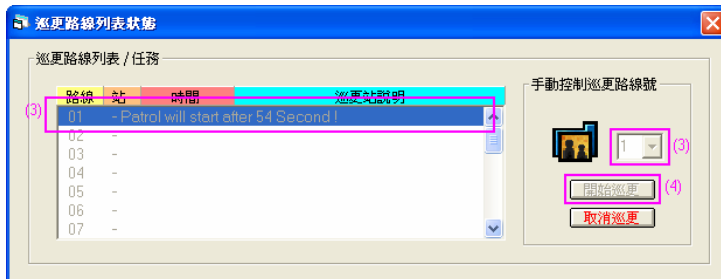 巡更路線列表狀態
巡更路線列表 / 任務
路線 站 時間 巡更站說明
(3) 01 - Patrol will start after 54 Second !
02 -
03 -
04 -
05 -
06 -
07 -
手動控制巡更路線號
1 (3)
開始巡更 (4)
取消巡更